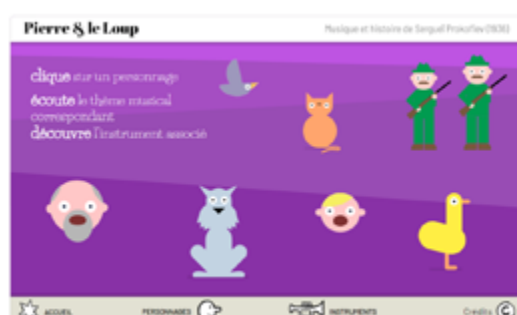 Pierre & le Loup
Musique et histoire de Sergueï Prokofiev (1936)
clique sur un personnage
écoute le thème musical
correspondant
découvre l'instrument associé
ACCUEIL
PERSONNAGES
INSTRUMENTS
Crédits